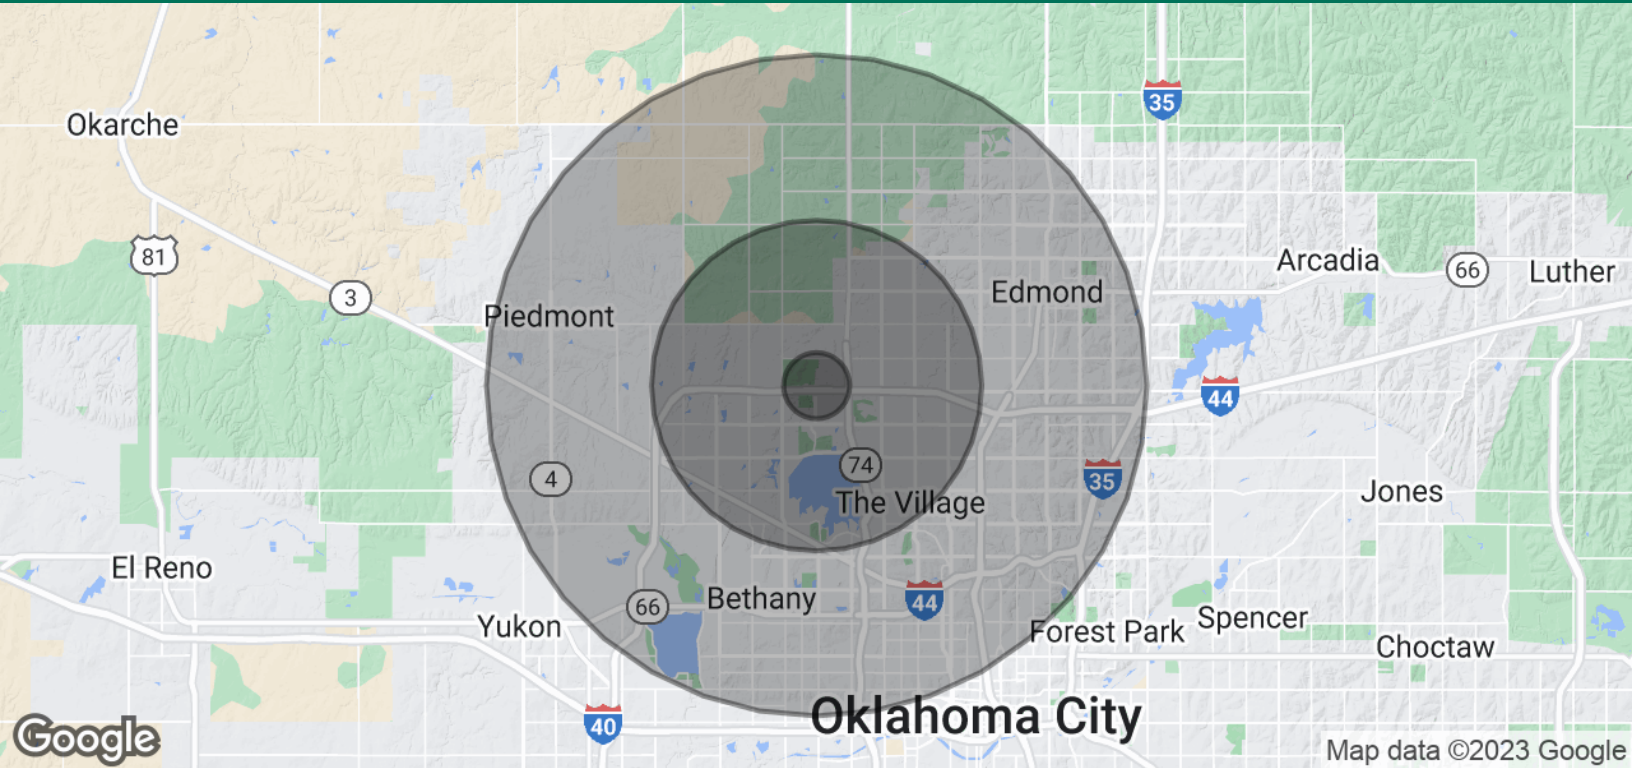 35
Okarche
81
Arcadia
66
Luther
3
Edmond
Piedmont
44
74
4
35
Jones
The Village
El Reno
Bethany
44
66
Yukon
Forest Park
Spencer
Choctaw
Oklahoma City
40
Google
Map data ©2023 Google